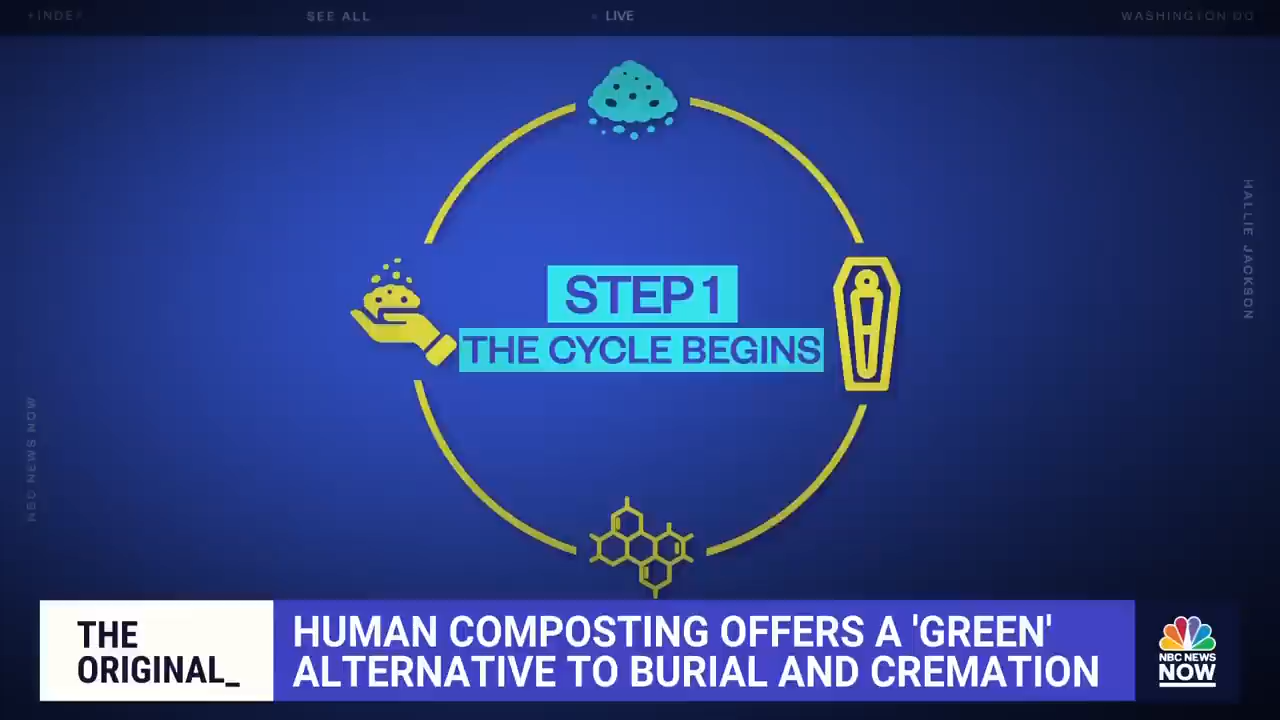 +INDEX
SEE ALL
LIVE
WASHINGTON DC
STEP 1
THE CYCLE BEGINS
HALLIE JACKSON
NBC NEWS NOW
THE
ORIGINAL_
HUMAN COMPOSTING OFFERS A 'GREEN'
ALTERNATIVE TO BURIAL AND CREMATION
NBC NEWS
NOW